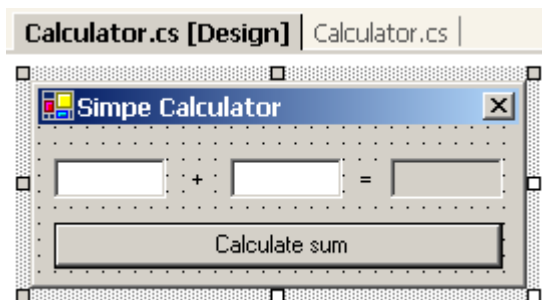 Calculator.cs [Design] Calculator.cs
Simpe Calculator
+ =
Calculate sum